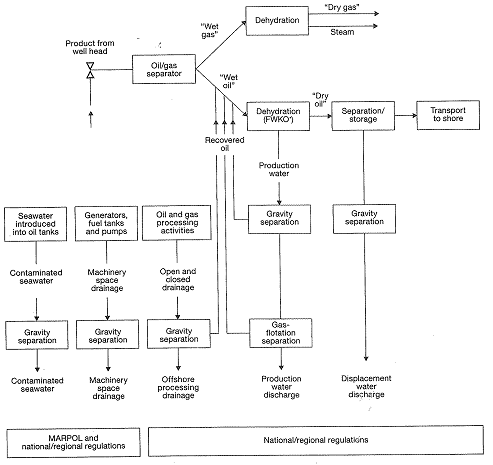 "Wet
gas"
Dehydration
"Dry gas"
Steam
Product from
well head
Oil/gas
separator
"Wet
oil"
Dehydration
(FWKO¹)
"Dry
oil"
Separation/
storage
Transport
to shore
Recovered
oil
Production
water
Seawater
introduced
into oil tanks
Generators,
fuel tanks
and pumps
Oil and gas
processing
activities
Gravity
separation
Gravity
separation
Contaminated
seawater
Machinery
space
drainage
Open and
closed
drainage
Gravity
separation
Gravity
separation
Gravity
separation
Gas-
flotation
separation
Contaminated
seawater
Machinery
space
drainage
Offshore
processing
drainage
Production
water
discharge
Displacement
water
discharge
MARPOL and
national/regional regulations
National/regional regulations